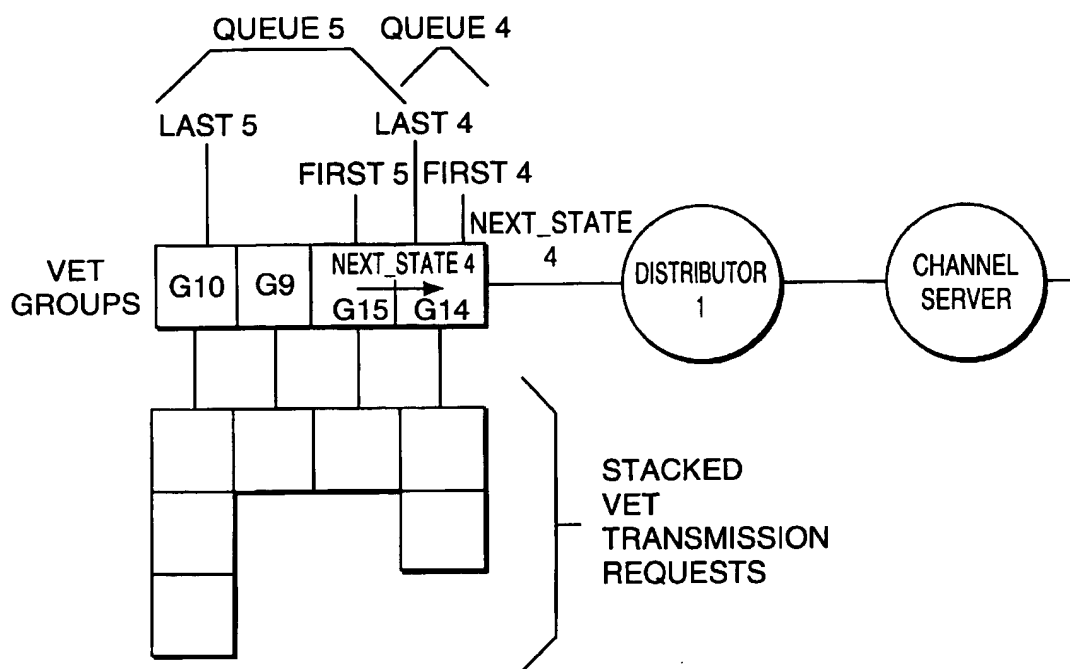 QUEUE 5 QUEUE 4
LAST 5 LAST 4
FIRST 5 FIRST 4
NEXT_STATE
4
VET
GROUPS
G10 G9 NEXT_STATE 4
G15 G14
DISTRIBUTOR
1
CHANNEL
SERVER
STACKED
VET
TRANSMISSION
REQUESTS